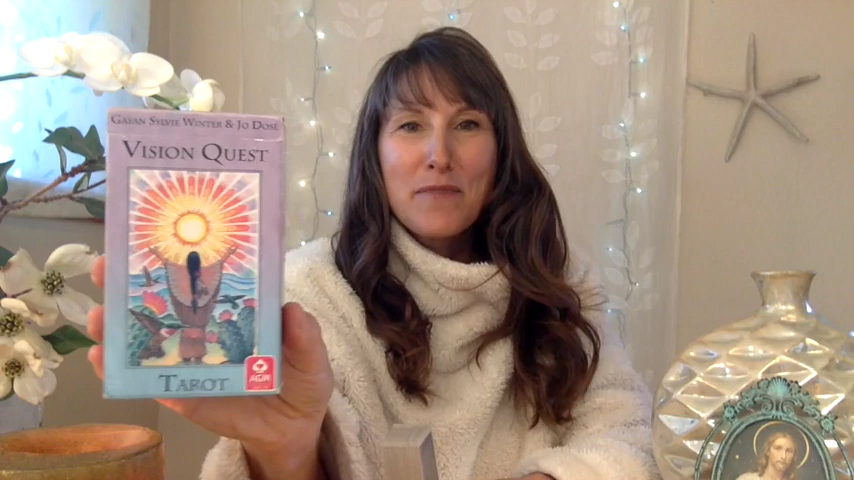 GAYAN SYLVIE WINTER & JO DOSÉ
VISION QUEST
TAROT
AGM